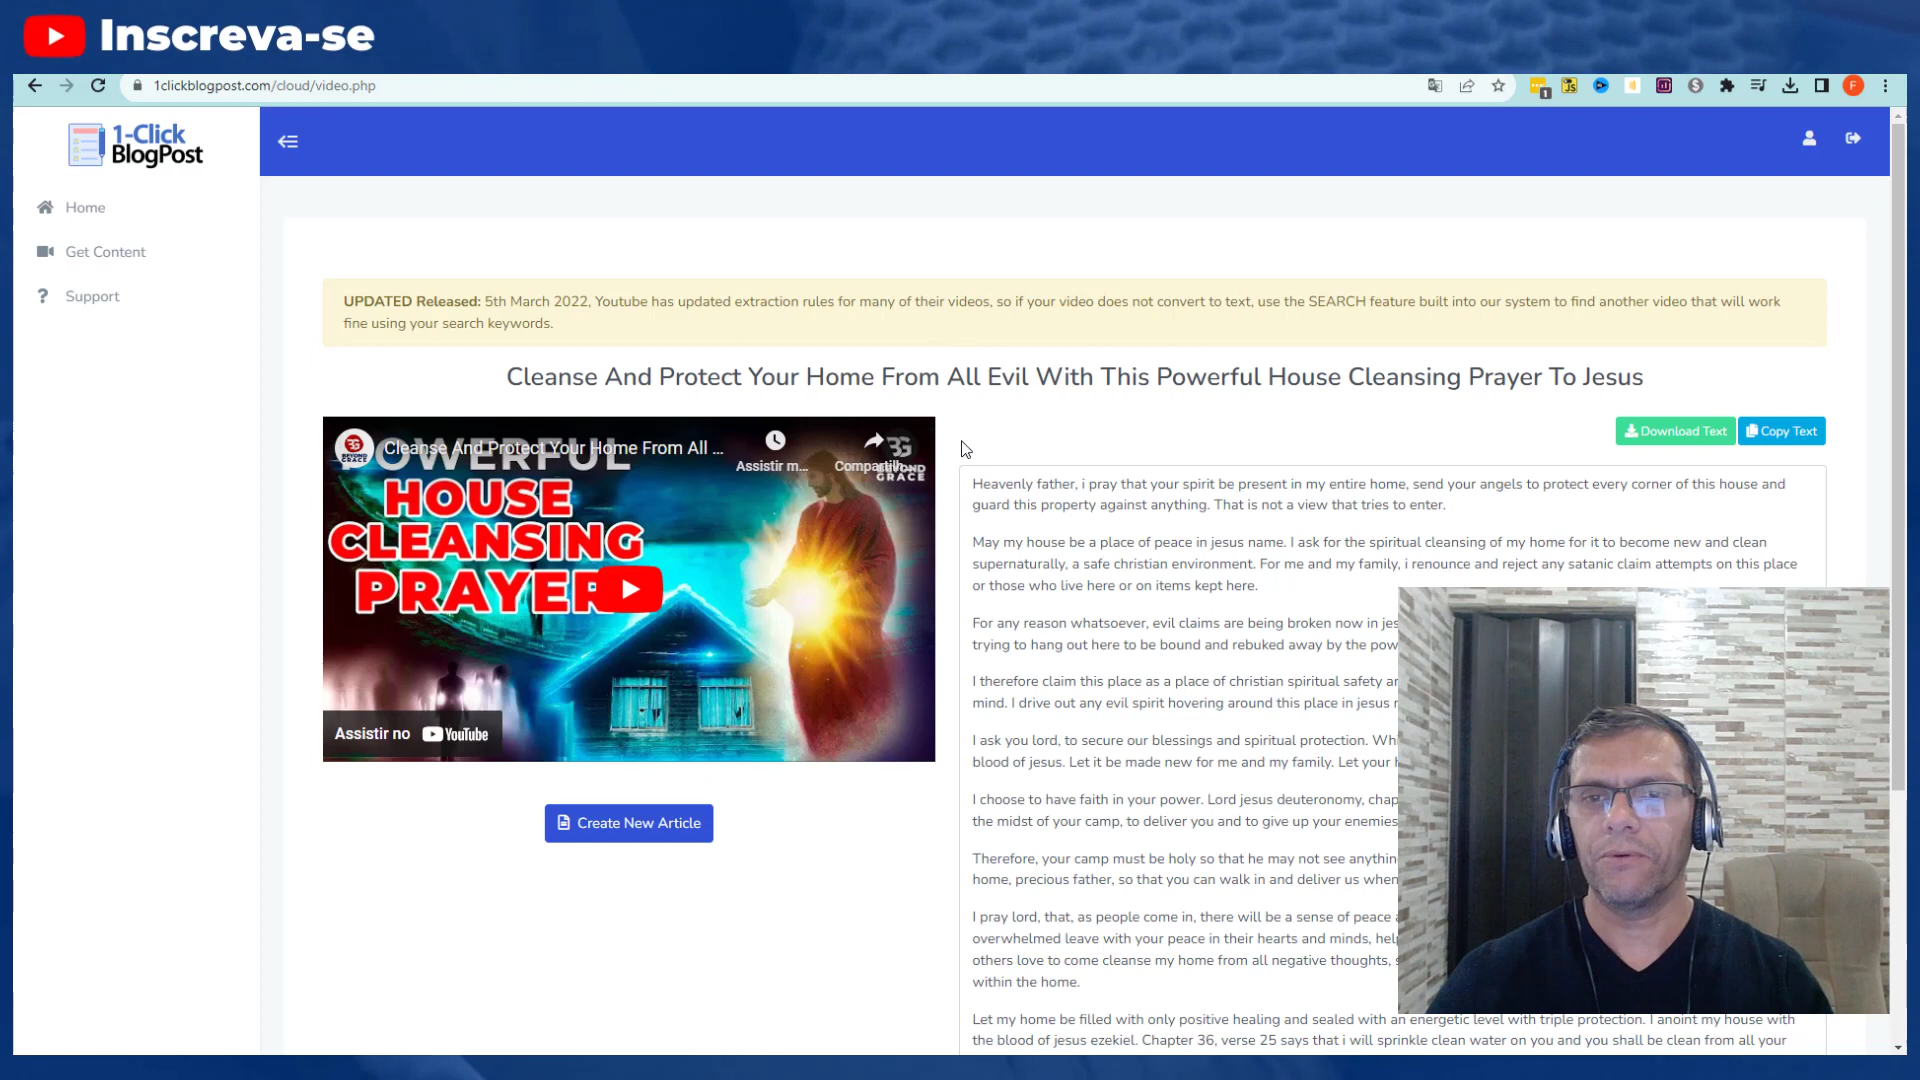 Inscreva-se
1clickblogpost.com/cloud/video.php
1
JS
S
F
1-Click
BlogPost
Home
Get Content
Support
UPDATED Released: 5th March 2022, Youtube has updated extraction rules for many of their videos, so if your video does not convert to text, use the SEARCH feature built into our system to find another video that will work
fine using your search keywords.
Cleanse And Protect Your Home From All Evil With This Powerful House Cleansing Prayer To Jesus
Download Text
Copy Text
Cleanse And Protect Your Home From All ...
Assistir m...
POWERFUL
HOUSE
CLEANSING
PRAYER
BEYOND
GRACE
Assistir no YouTube
Create New Article
Heavenly father, i pray that your spirit be present in my entire home, send your angels to protect every corner of this house and
guard this property against anything. That is not a view that tries to enter.
May my house be a place of peace in jesus name. I ask for the spiritual cleansing of my home for it to become new and clean
supernaturally, a safe christian environment. For me and my family, i renounce and reject any satanic claim attempts on this place
or those who live here or on items kept here.
For any reason whatsoever, evil claims are being broken now in jes
trying to hang out here to be bound and rebuked away by the pow
I therefore claim this place as a place of christian spiritual safety ar
mind. I drive out any evil spirit hovering around this place in jesus r
I ask you lord, to secure our blessings and spiritual protection. Whi
blood of jesus. Let it be made new for me and my family. Let your h
I choose to have faith in your power. Lord jesus deuteronomy, chap
the midst of your camp, to deliver you and to give up your enemies
Therefore, your camp must be holy so that he may not see anythin
home, precious father, so that you can walk in and deliver us when
I pray lord, that, as people come in, there will be a sense of peace a
overwhelmed leave with your peace in their hearts and minds, help
others love to come cleanse my home from all negative thoughts, s
within the home.
Let my home be filled with only positive healing and sealed with an energetic level with triple protection. I anoint my house with
the blood of jesus ezekiel. Chapter 36, verse 25 says that i will sprinkle clean water on you and you shall be clean from all your